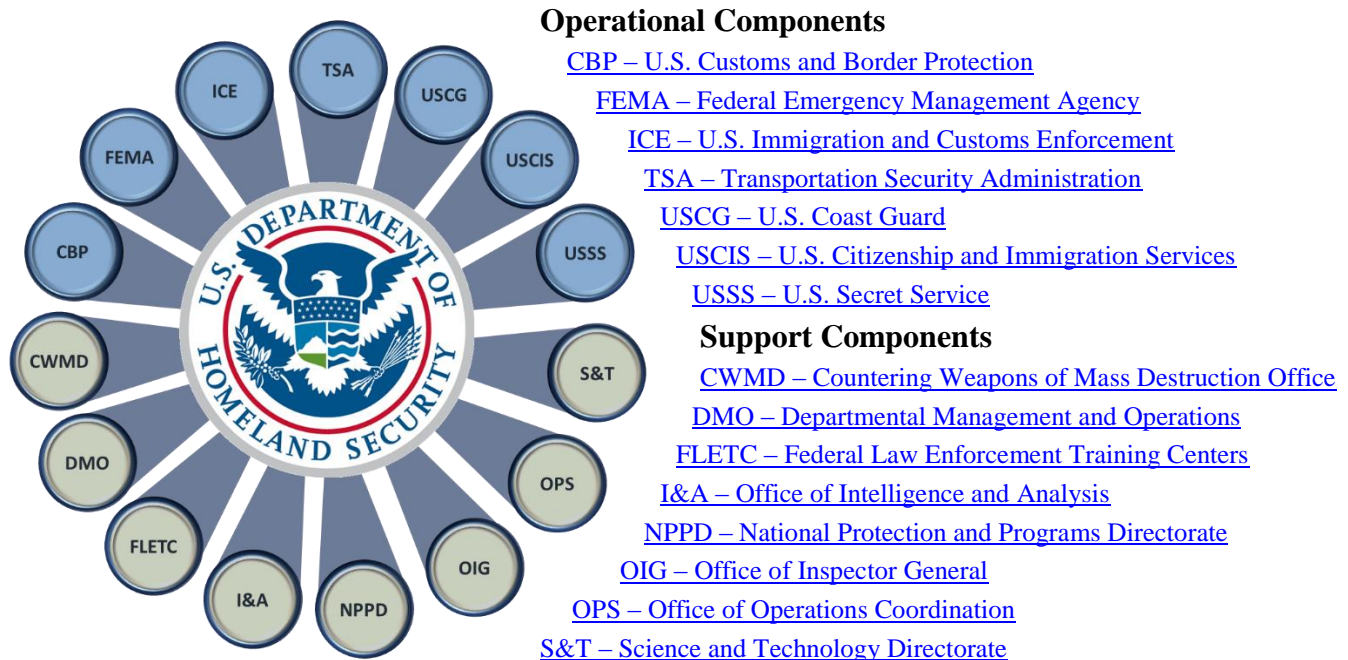 Operational Components
CBP – U.S. Customs and Border Protection
FEMA – Federal Emergency Management Agency
ICE – U.S. Immigration and Customs Enforcement
TSA – Transportation Security Administration
USCG – U.S. Coast Guard
USCIS – U.S. Citizenship and Immigration Services
USSS – U.S. Secret Service
Support Components
CWMD – Countering Weapons of Mass Destruction Office
DMO – Departmental Management and Operations
FLETC – Federal Law Enforcement Training Centers
I&A – Office of Intelligence and Analysis
NPPD – National Protection and Programs Directorate
OIG – Office of Inspector General
OPS – Office of Operations Coordination
S&T – Science and Technology Directorate
CBP
FEMA
ICE
TSA
USCG
USCIS
USSS
S&T
OPS
OIG
NPPD
I&A
FLETC
DMO
CWMD
U.S. DEPARTMENT OF
HOMELAND SECURITY